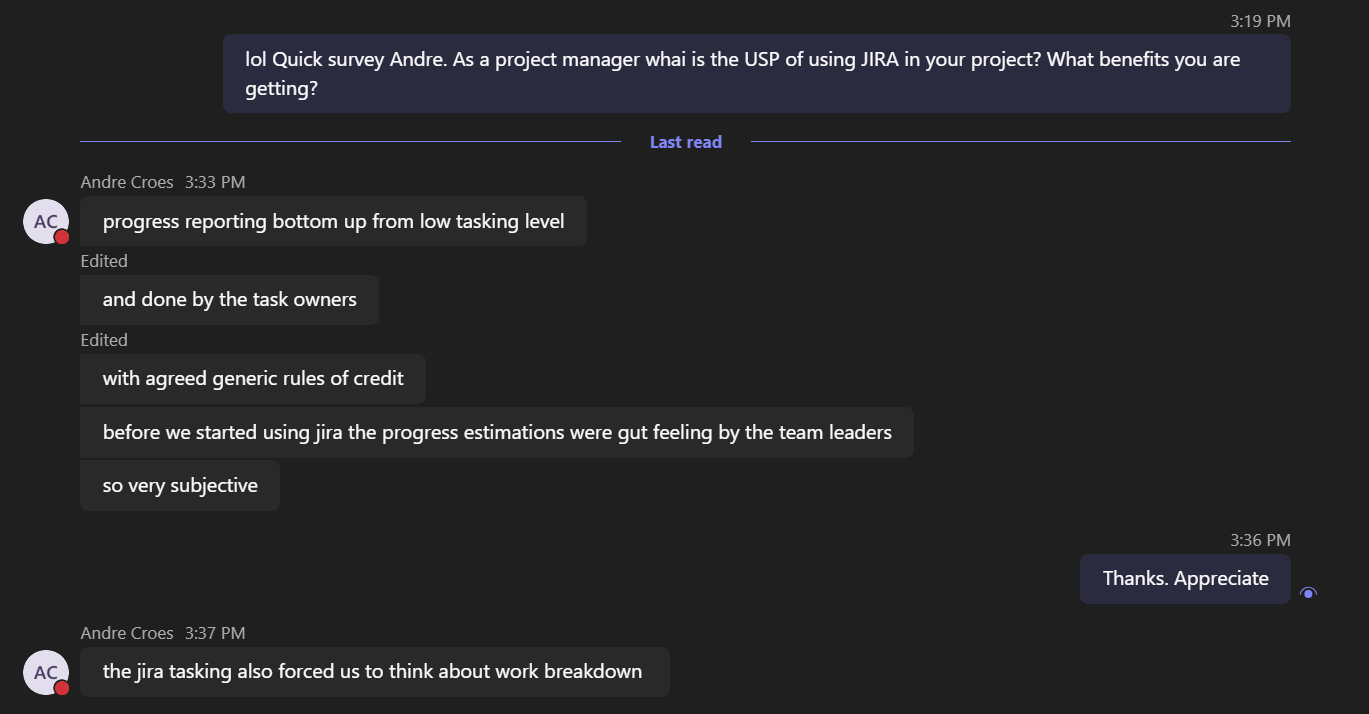 3:19 PM
lol Quick survey Andre. As a project manager whai is the USP of using JIRA in your project? What benefits you are
getting?
Last read
Andre Croes 3:33 PM
AC
progress reporting bottom up from low tasking level
Edited
and done by the task owners
Edited
with agreed generic rules of credit
before we started using jira the progress estimations were gut feeling by the team leaders
so very subjective
3:36 PM
Thanks. Appreciate
Andre Croes 3:37 PM
AC
the jira tasking also forced us to think about work breakdown